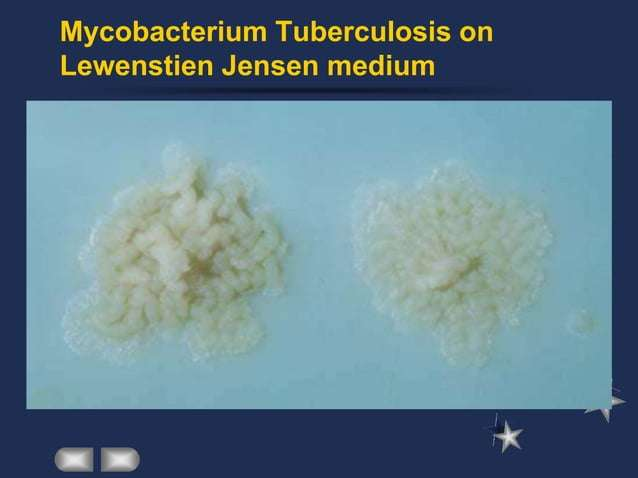 Mycobacterium Tuberculosis on
Lewenstien Jensen medium